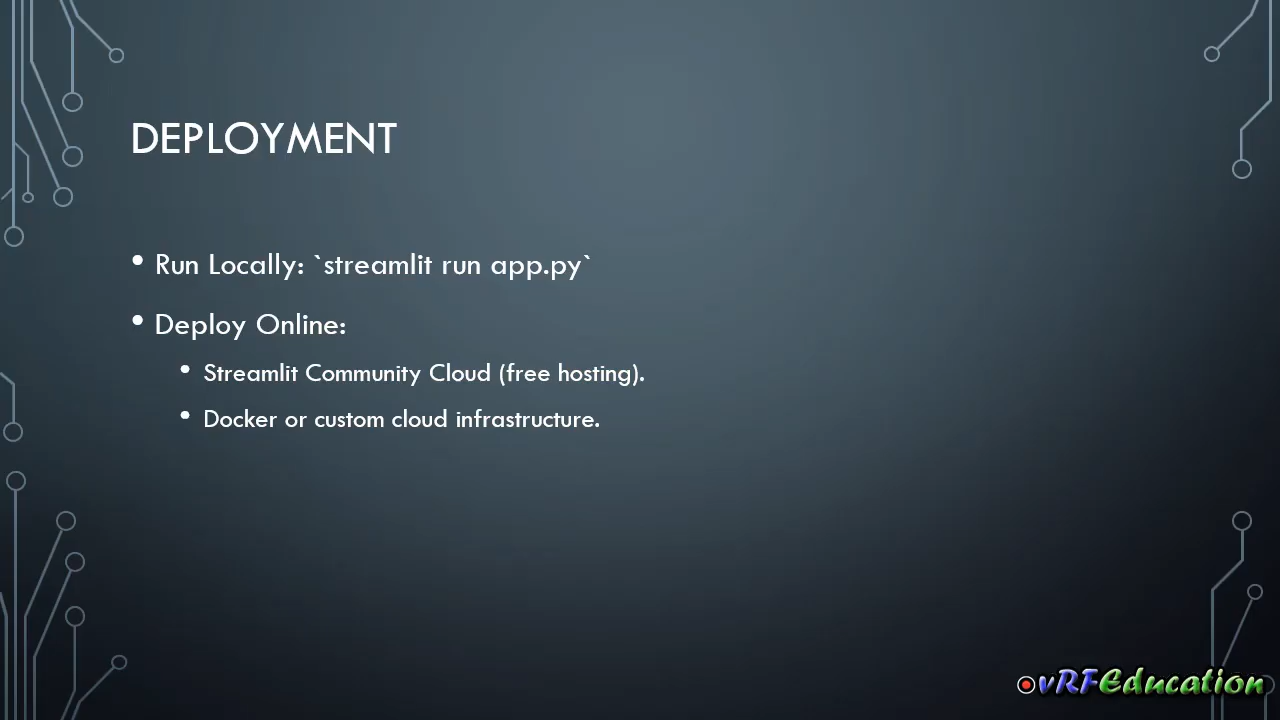 DEPLOYMENT
• Run Locally: `streamlit run app.py`
• Deploy Online:
• Streamlit Community Cloud (free hosting).
• Docker or custom cloud infrastructure.
vRFEducation